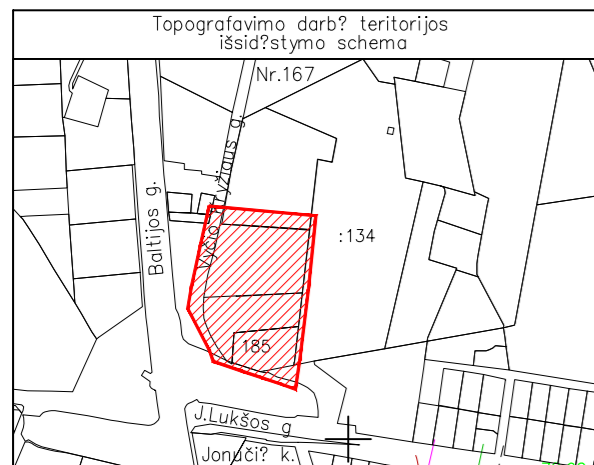 Topografavimo darb? teritorijos
išsid?stymo schema
Nr.167
Vyčio Kryžiaus g.
Baltijos g.
:134
185
J.Lukšos g
Jonuči? k.